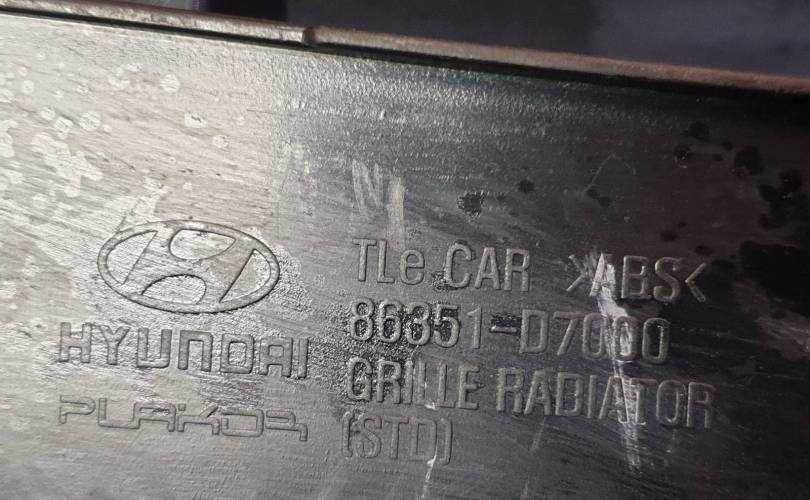 TLe CAR >ABS<
86351-D7000
GRILLE RADIATOR
(STD)
HYUNDAI
PLAKOR